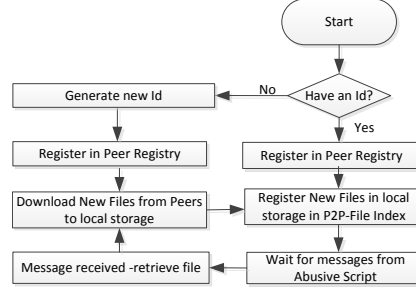 Start
Have an Id?
No
Yes
Generate new Id
Register in Peer Registry
Register in Peer Registry
Download New Files from Peers
to local storage
Register New Files in local
storage in P2P-File Index
Message received -retrieve file
Wait for messages from
Abusive Script